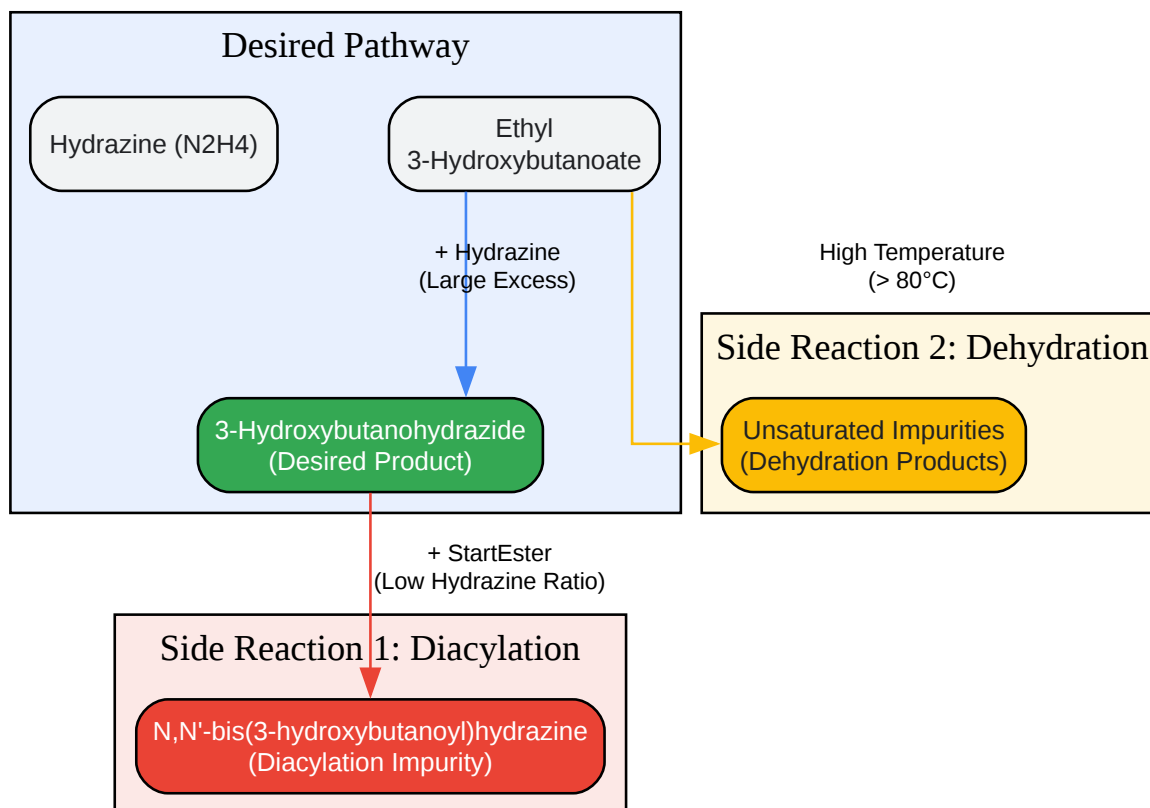 Desired Pathway
Hydrazine (N2H4)
Ethyl
3-Hydroxybutanoate
+ Hydrazine
(Large Excess)
High Temperature
(> 80°C)
Side Reaction 2: Dehydration
3-Hydroxybutanohydrazide
(Desired Product)
Unsaturated Impurities
(Dehydration Products)
+ StartEster
(Low Hydrazine Ratio)
Side Reaction 1: Diacylation
N,N'-bis(3-hydroxybutanoyl)hydrazine
(Diacylation Impurity)